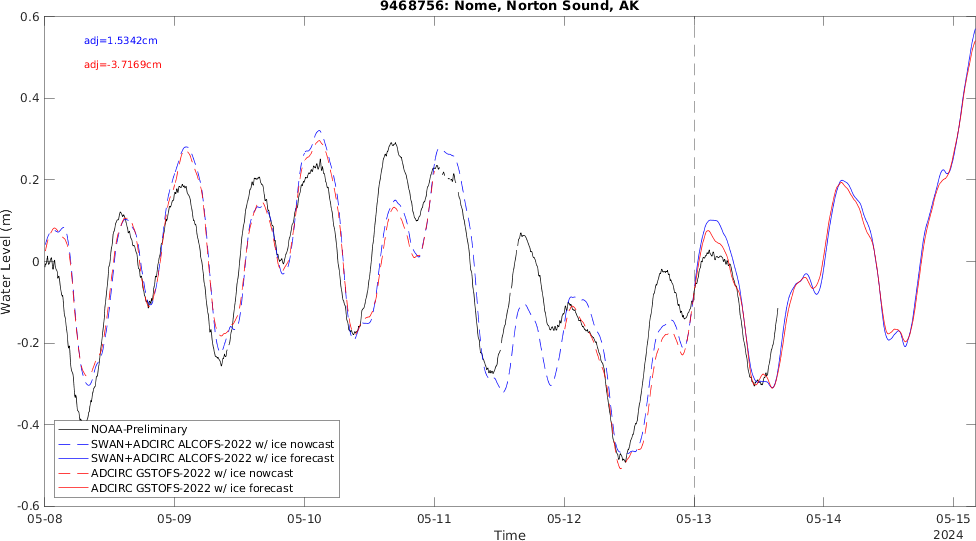 9468756: Nome, Norton Sound, AK
adj=1.5342cm
adj=-3.7169cm
Water Level (m)
0.6
0.4
0.2
0
-0.2
-0.4
-0.6
NOAA-Preliminary
SWAN+ADCIRC ALCOFS-2022 w/ ice nowcast
SWAN+ADCIRC ALCOFS-2022 w/ ice forecast
ADCIRC GSTOFS-2022 w/ ice nowcast
ADCIRC GSTOFS-2022 w/ ice forecast
05-08 05-09 05-10 05-11 05-12 05-13 05-14 05-15
Time
2024